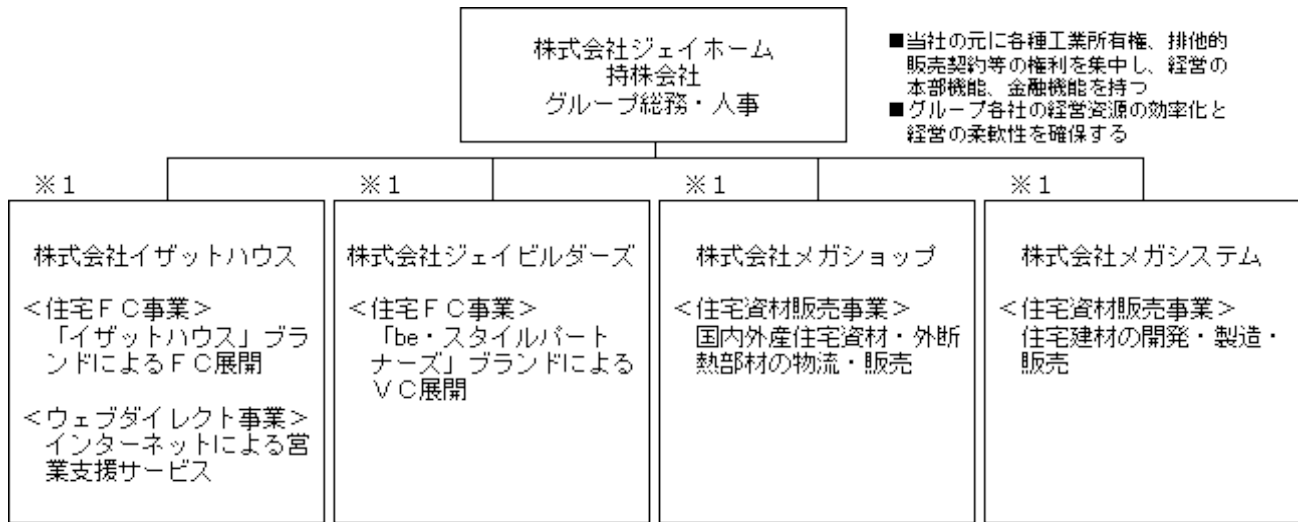 株式会社ジェイホーム
持株会社
グループ総務・人事
■当社の元に各種工業所有権、排他的
販売契約等の権利を集中し、経営の
本部機能、金融機能を持つ
■グループ各社の経営資源の効率化と
経営の柔軟性を確保する
※1
株式会社イザットハウス
＜住宅ＦＣ事業＞
「イザットハウス」ブラ
ンドによるＦＣ展開
＜ウェブダイレクト事業＞
インターネットによる営
業支援サービス
※1
株式会社ジェイビルダーズ
＜住宅ＦＣ事業＞
「be・スタイルパート
ナーズ」ブランドによる
ＶＣ展開
※1
株式会社メガショップ
＜住宅資材販売事業＞
国内外産住宅資材・外断
熱部材の物流・販売
※1
株式会社メガシステム
＜住宅資材販売事業＞
住宅建材の開発・製造・
販売